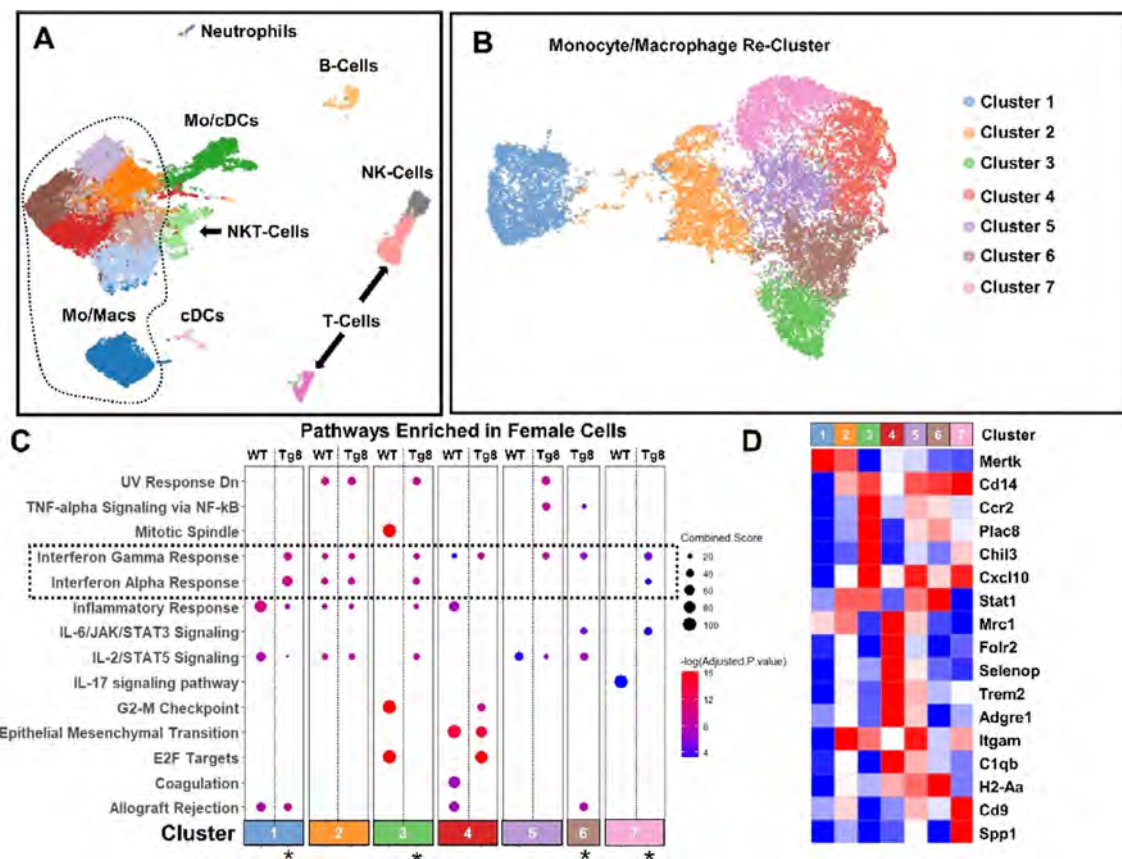 A
Neutrophils
B-Cells
Mo/cDCs
NK-Cells
NKT-Cells
Mo/Macs
cDCs
T-Cells
B
Monocyte/Macrophage Re-Cluster
Cluster 1
Cluster 2
Cluster 3
Cluster 4
Cluster 5
Cluster 6
Cluster 7
C
Pathways Enriched in Female Cells
WT Tg8 WT Tg8 WT Tg8 WT Tg8 WT Tg8 Tg8 WT Tg8
UV Response Dn
TNF-alpha Signaling via NF-kB
Mitotic Spindle
Interferon Gamma Response
Interferon Alpha Response
Inflammatory Response
IL-6/JAK/STAT3 Signaling
IL-2/STAT5 Signaling
IL-17 signaling pathway
G2-M Checkpoint
Epithelial Mesenchymal Transition
E2F Targets
Coagulation
Allograft Rejection
Cluster 1 2 3 4 5 6 7
* * * *
Combined Score
20
40
60
80
100
-log(Adjusted.P.value)
16
12
8
4
D
1 2 3 4 5 6 7 Cluster
Mertk
Cd14
Ccr2
Plac8
Chil3
Cxcl10
Stat1
Mrc1
Folr2
Selenop
Trem2
Adgre1
Itgam
C1qb
H2-Aa
Cd9
Spp1